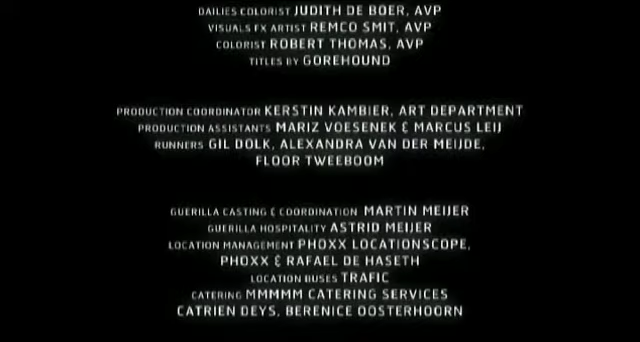 DAILIES COLORIST JUDITH DE BOER, AVP
VISUALS FX ARTIST REMCO SMIT, AVP
COLORIST ROBERT THOMAS, AVP
TITLES BY GOREHOUND
PRODUCTION COORDINATOR KERSTIN KAMBIER, ART DEPARTMENT
PRODUCTION ASSISTANTS MARIZ VOESENEK & MARCUS LEIJ
RUNNERS GIL DOLK, ALEXANDRA VAN DER MEIJDE,
FLOOR TWEEBOOM
GUERILLA CASTING & COORDINATION MARTIN MEIJER
GUERILLA HOSPITALITY ASTRID MEIJER
LOCATION MANAGEMENT PHOXX LOCATIONSCOPE,
PHOXX & RAFAEL DE HASETH
LOCATION BUSES TRAFIC
CATERING MMMMM CATERING SERVICES
CATRIEN DEYS, BERENICE OOSTERHOORN